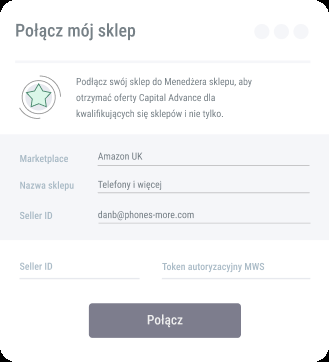 Połącz mój sklep
Podłącz swój sklep do Menedżera sklepu, aby
otrzymać oferty Capital Advance dla
kwalifikujących się sklepów i nie tylko.
Marketplace Amazon UK
Nazwa sklepu Telefony i więcej
Seller ID danb@phones-more.com
Seller ID Token autoryzacyjny MWS
Połącz